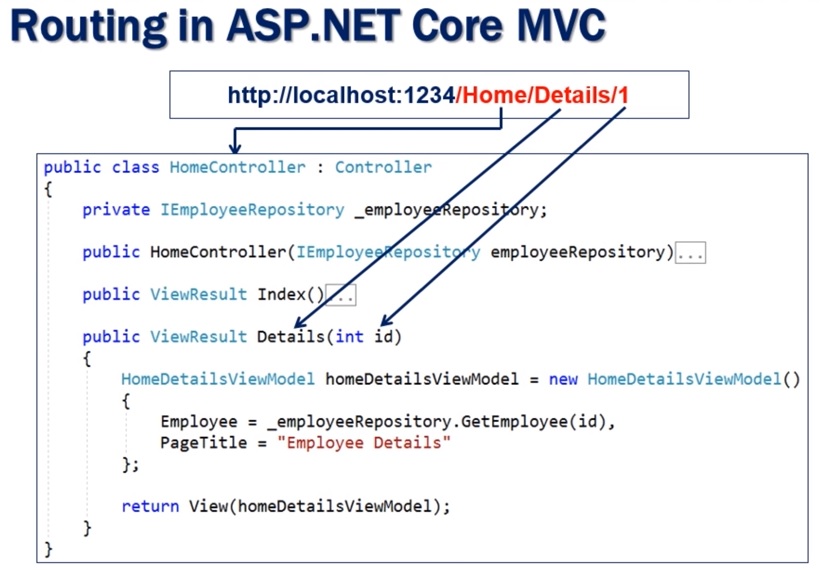 Routing in ASP.NET Core MVC
http://localhost:1234/Home/Details/1
public class HomeController : Controller
{
private IEmployeeRepository _employeeRepository;
public HomeController(IEmployeeRepository employeeRepository)...
public ViewResult Index()...
public ViewResult Details(int id)
{
HomeDetailsViewModel homeDetailsViewModel = new HomeDetailsViewModel()
{
Employee = _employeeRepository.GetEmployee(id),
PageTitle = "Employee Details"
};
return View(homeDetailsViewModel);
}
}